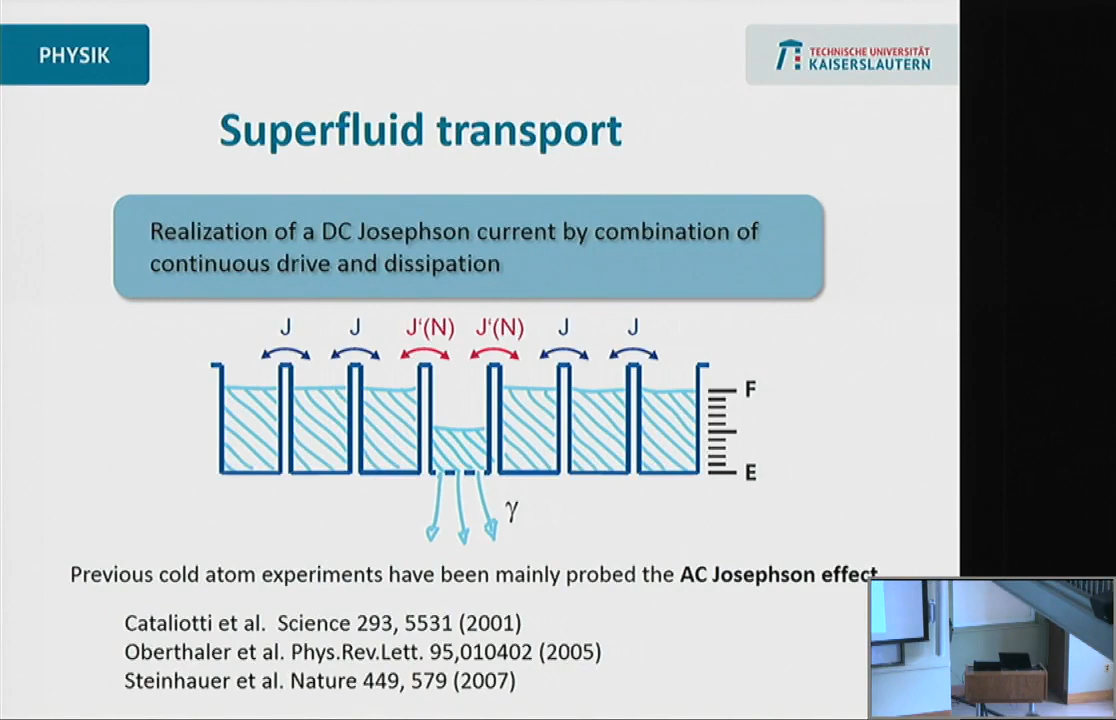 PHYSIK
TECHNISCHE UNIVERSITÄT
KAISERSLAUTERN
Superfluid transport
Realization of a DC Josephson current by combination of
continuous drive and dissipation
J J J'(N) J'(N) J J
F
E
γ
Previous cold atom experiments have been mainly probed the AC Josephson effect
Cataliotti et al. Science 293, 5531 (2001)
Oberthaler et al. Phys.Rev.Lett. 95,010402 (2005)
Steinhauer et al. Nature 449, 579 (2007)